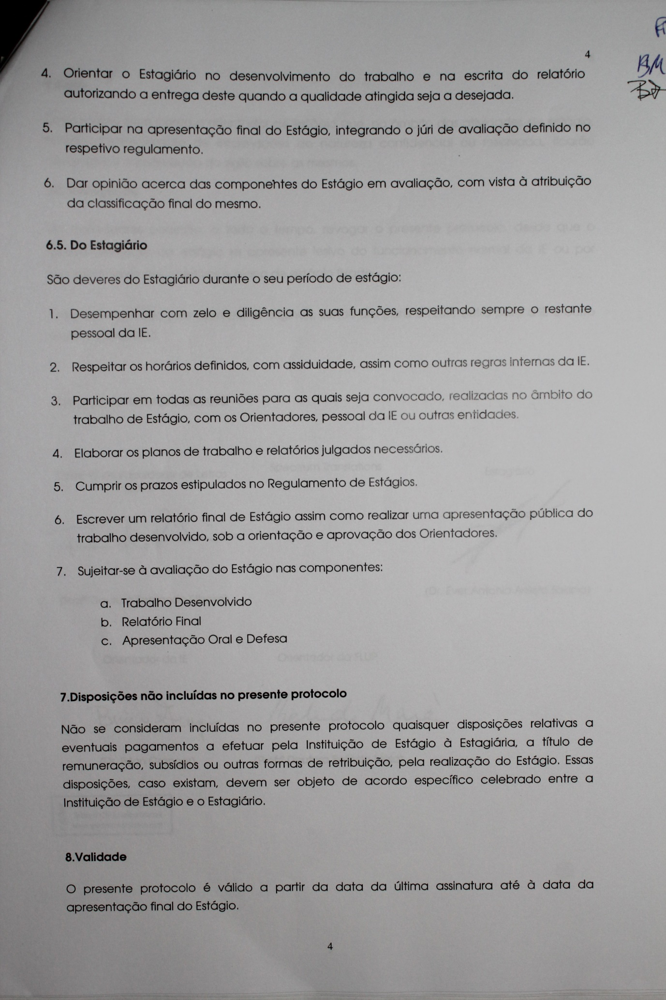 4
BM
4. Orientar o Estagiário no desenvolvimento do trabalho e na escrita do relatório
autorizando a entrega deste quando a qualidade atingida seja a desejada.
5. Participar na apresentação final do Estágio, integrando o júri de avaliação definido no
respetivo regulamento.
6. Dar opinião acerca das componentes do Estágio em avaliação, com vista à atribuição
da classificação final do mesmo.
6.5. Do Estagiário
São deveres do Estagiário durante o seu período de estágio:
1. Desempenhar com zelo e diligência as suas funções, respeitando sempre o restante
pessoal da IE.
2. Respeitar os horários definidos, com assiduidade, assim como outras regras internas da IE.
3. Participar em todas as reuniões para as quais seja convocado, realizadas no âmbito do
trabalho de Estágio, com os Orientadores, pessoal da IE ou outras entidades.
4. Elaborar os planos de trabalho e relatórios julgados necessários.
5. Cumprir os prazos estipulados no Regulamento de Estágios.
6. Escrever um relatório final de Estágio assim como realizar uma apresentação pública do
trabalho desenvolvido, sob a orientação e aprovação dos Orientadores.
7. Sujeitar-se à avaliação do Estágio nas componentes:
a. Trabalho Desenvolvido
b. Relatório Final
c. Apresentação Oral e Defesa
7.Disposições não incluídas no presente protocolo
Não se consideram incluídas no presente protocolo quaisquer disposições relativas a
eventuais pagamentos a efetuar pela Instituição de Estágio à Estagiária, a título de
remuneração, subsídios ou outras formas de retribuição, pela realização do Estágio. Essas
disposições, caso existam, devem ser objeto de acordo específico celebrado entre a
Instituição de Estágio e o Estagiário.
8.Validade
O presente protocolo é válido a partir da data da última assinatura até à data da
apresentação final do Estágio.
4